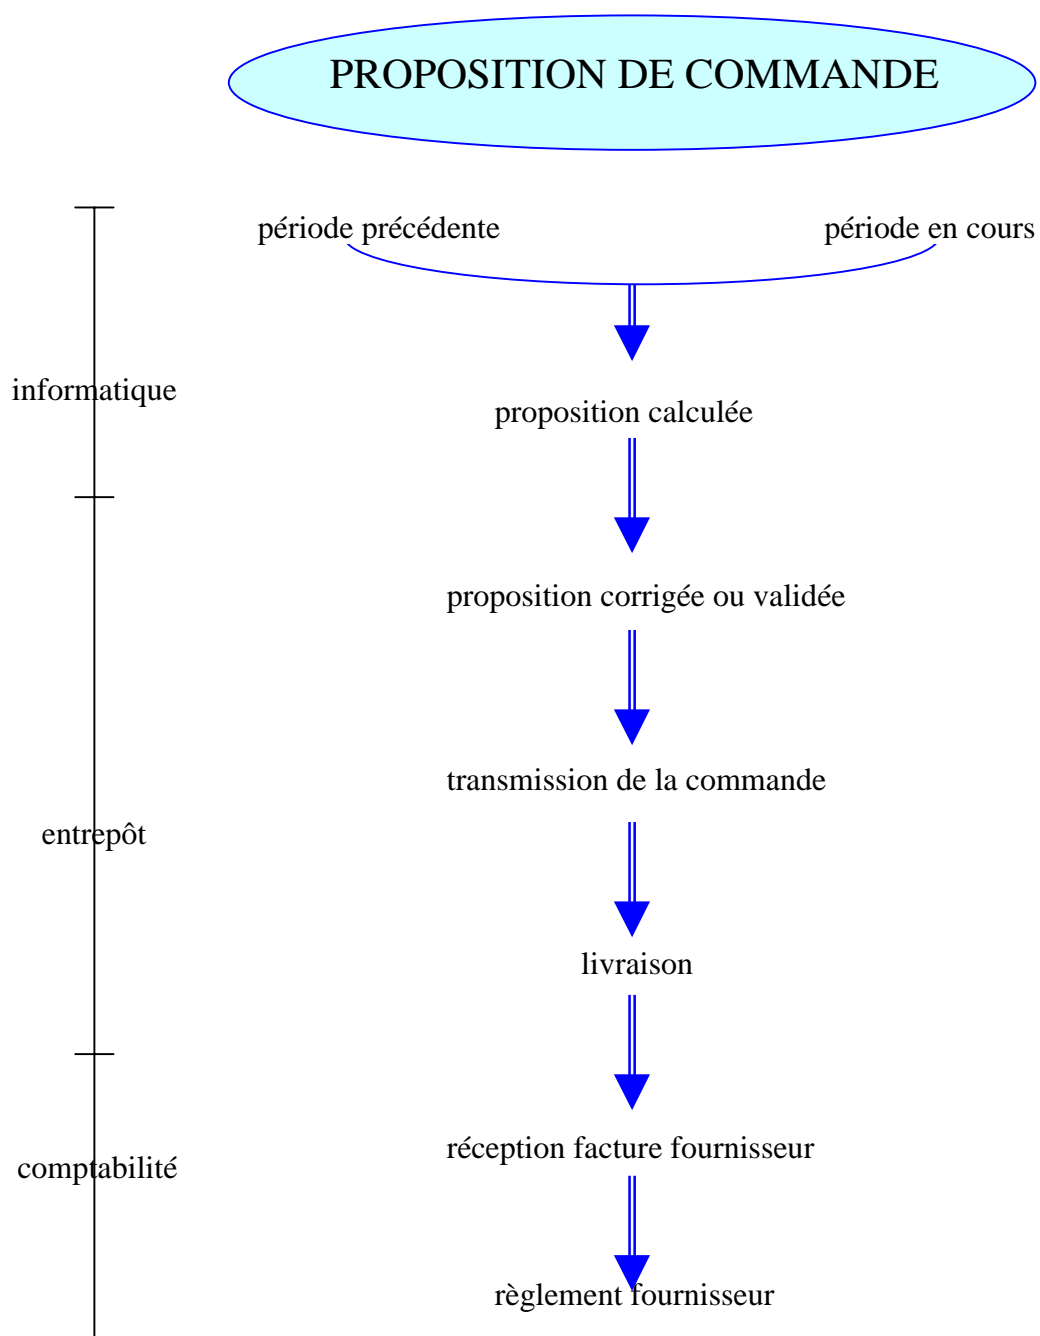 PROPOSITION DE COMMANDE
période précédente
période en cours
informatique
proposition calculée
proposition corrigée ou validée
transmission de la commande
entrepôt
livraison
réception facture fournisseur
comptabilité
règlement fournisseur